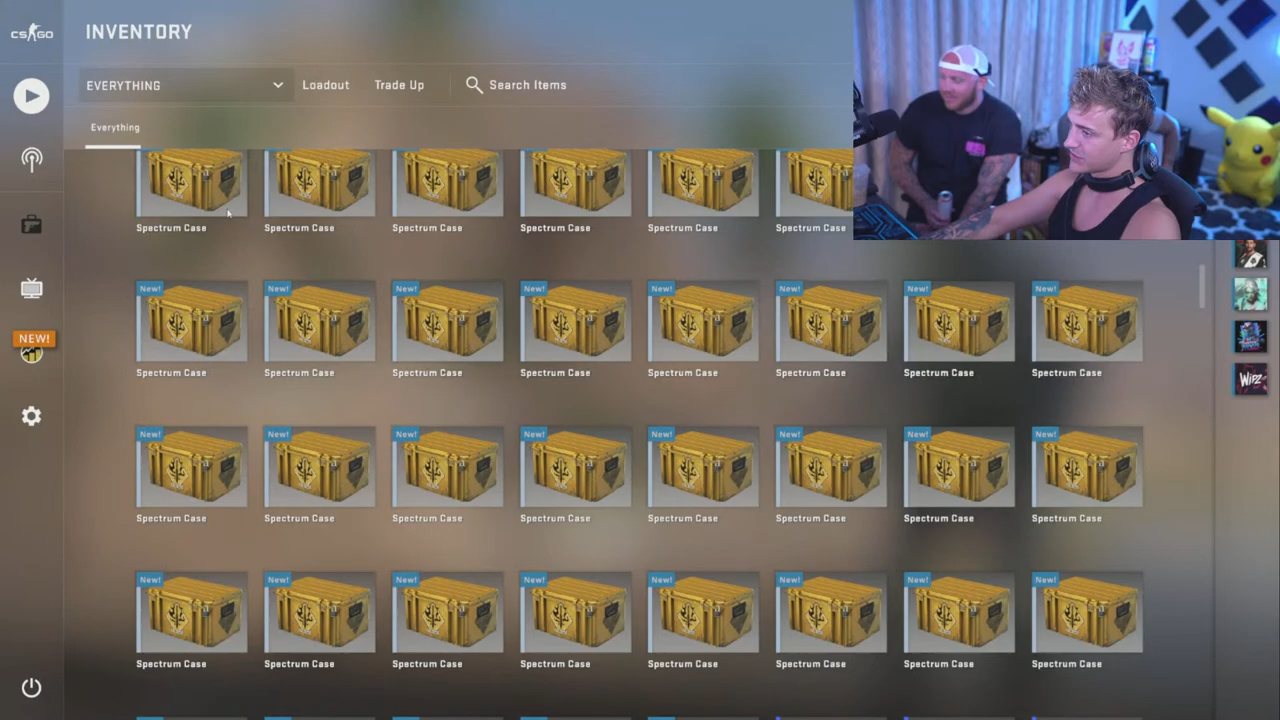 CS GO
INVENTORY
EVERYTHING Loadout Trade Up Search Items
Everything
Spectrum Case Spectrum Case Spectrum Case Spectrum Case Spectrum Case Spectrum Case
New! New! New! New! New! New! New! New!
Spectrum Case Spectrum Case Spectrum Case Spectrum Case Spectrum Case Spectrum Case Spectrum Case Spectrum Case
NEW!
New! New! New! New! New! New! New! New!
Spectrum Case Spectrum Case Spectrum Case Spectrum Case Spectrum Case Spectrum Case Spectrum Case Spectrum Case
New! New! New! New! New! New! New! New!
Spectrum Case Spectrum Case Spectrum Case Spectrum Case Spectrum Case Spectrum Case Spectrum Case Spectrum Case
WIPZ